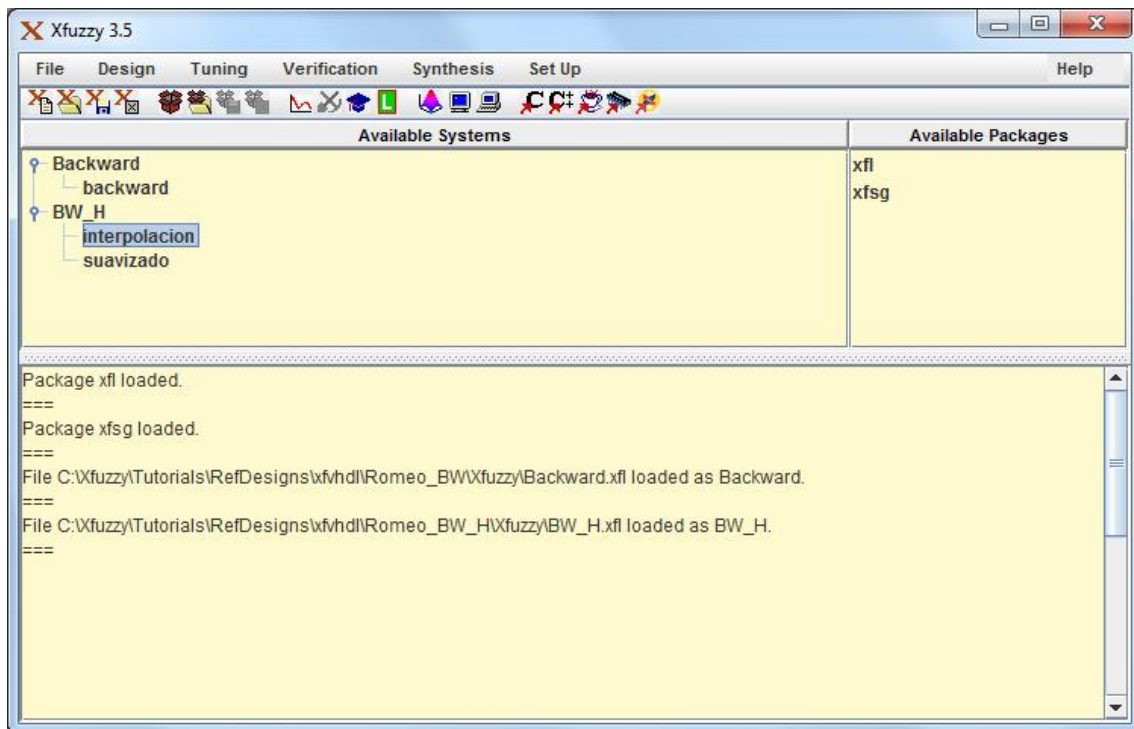 Xfuzzy 3.5
File Design Tuning Verification Synthesis Set Up Help
Available Systems
Available Packages
Backward
backward
BW_H
interpolacion
suavizado
xfl
xfsg
Package xfl loaded.
===
Package xfsg loaded.
===
File C:\Xfuzzy\Tutorials\RefDesigns\xfvhdl\Romeo_BW\Xfuzzy\Backward.xfl loaded as Backward.
===
File C:\Xfuzzy\Tutorials\RefDesigns\xfvhdl\Romeo_BW_H\Xfuzzy\BW_H.xfl loaded as BW_H.
===